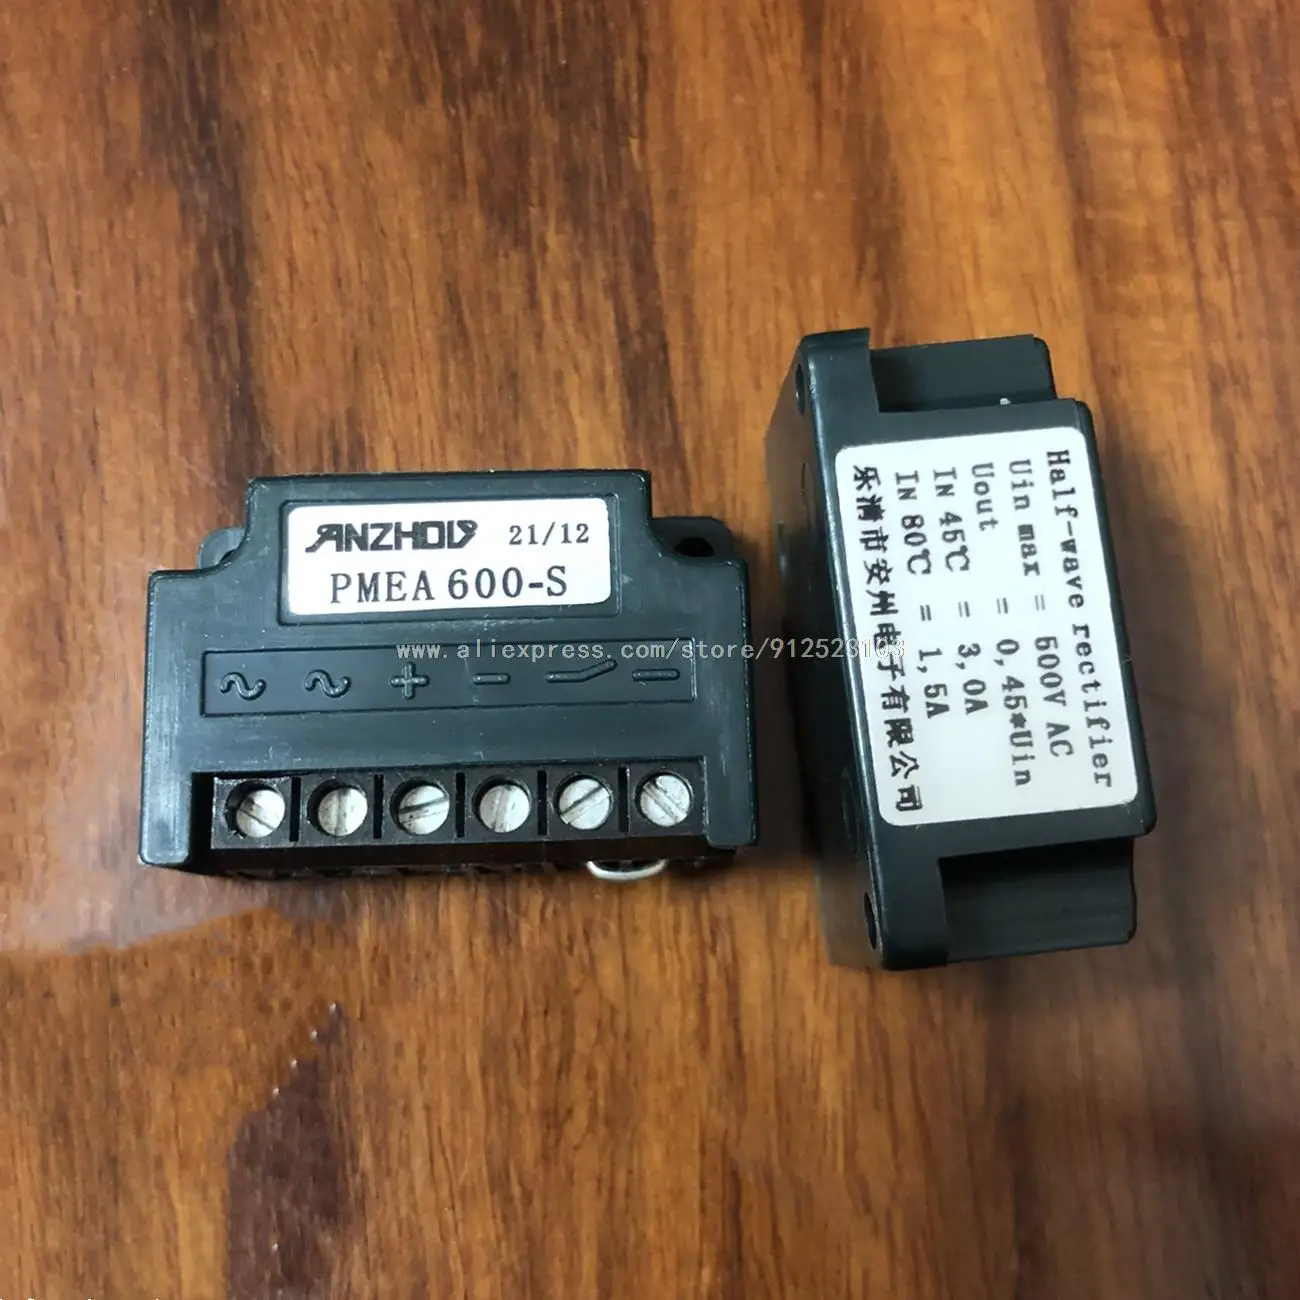 ANZHOU 21/12
PMEA 600-S
~ ~ + - -
www.aliexpress.com/store/912523103
Half-wave rectifier
Uin max = 500V AC
Uout = 0,45*Uin
IN 45℃ = 3,0A
IN 80℃ = 1,5A
乐清市安州电子有限公司